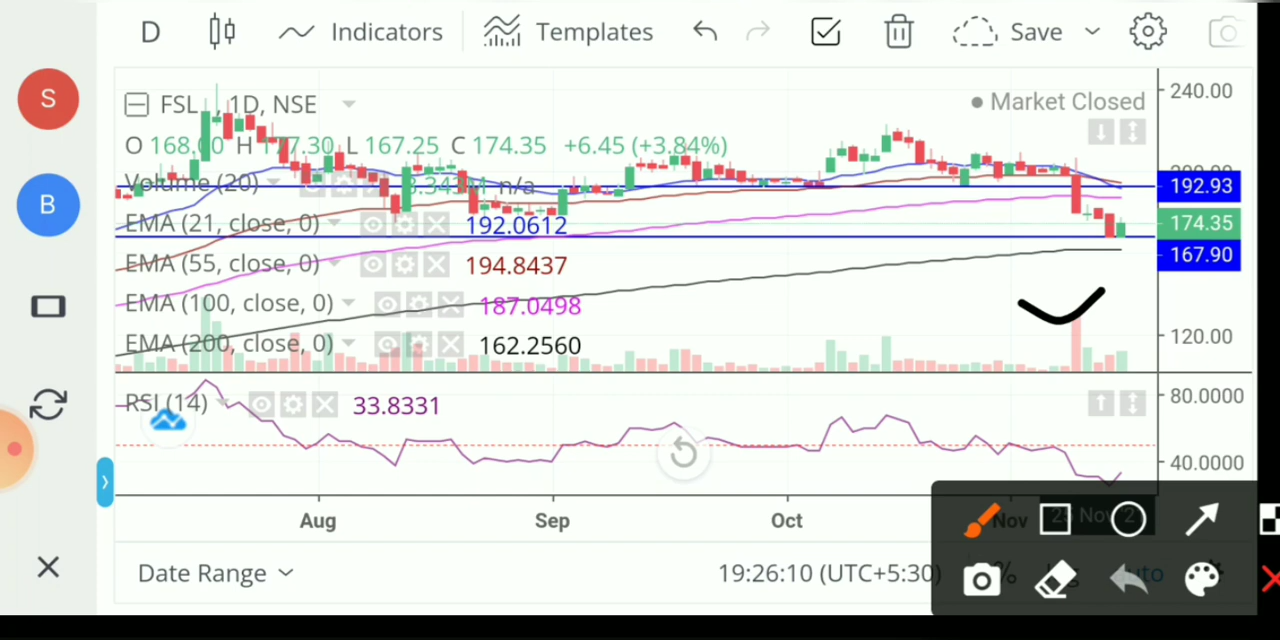 D Indicators Templates Save
S
FSL , 1D, NSE
Market Closed
240.00
O 168.00 H 177.30 L 167.25 C 174.35 +6.45 (+3.84%)
Volume (20) n/a
200.00
192.93
B
EMA (21, close, 0) 192.0612
174.35
EMA (55, close, 0) 194.8437
167.90
EMA (100, close, 0) 187.0498
EMA (200, close, 0) 162.2560
120.00
RSI (14) 33.8331
80.0000
40.0000
Aug Sep Oct Nov
Date Range
19:26:10 (UTC+5:30) %